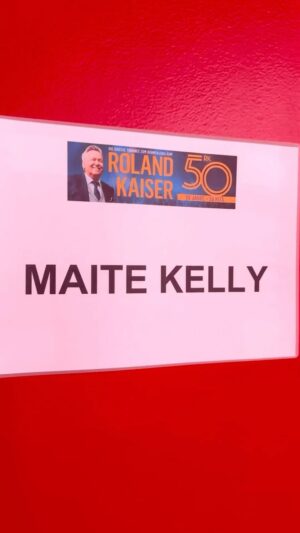 ROLAND
KAISER
50
MAITE KELLY